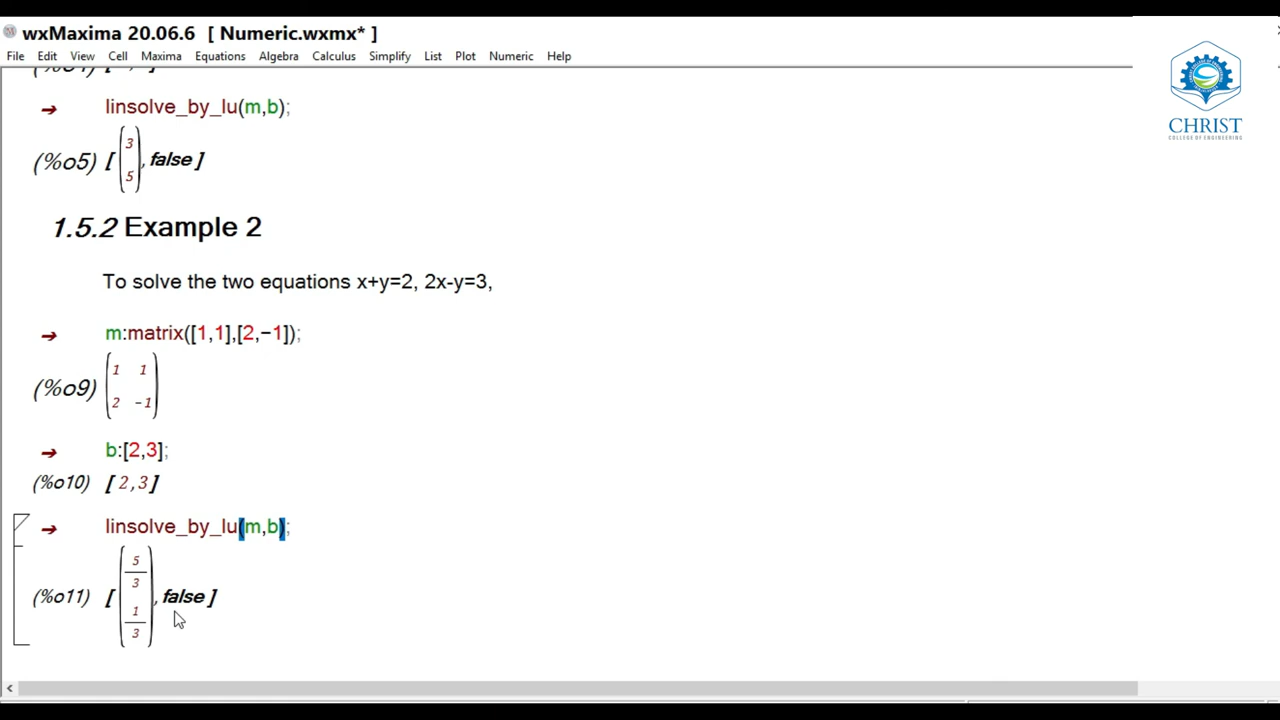 wxMaxima 20.06.6 [ Numeric.wxmx* ]
File Edit View Cell Maxima Equations Algebra Calculus Simplify List Plot Numeric Help
CHRIST
COLLEGE OF ENGINEERING
➔ linsolve_by_lu(m,b);
(%o5) [ ( 3 5 ) , false ]
1.5.2 Example 2
To solve the two equations x+y=2, 2x-y=3,
➔ m:matrix([1,1],[2,−1]);
(%o9) ( 1 1
2 -1 )
➔ b:[2,3];
(%o10) [ 2,3 ]
➔ linsolve_by_lu(m,b);
(%o11) [ ( 5/3 1/3 ) , false ]